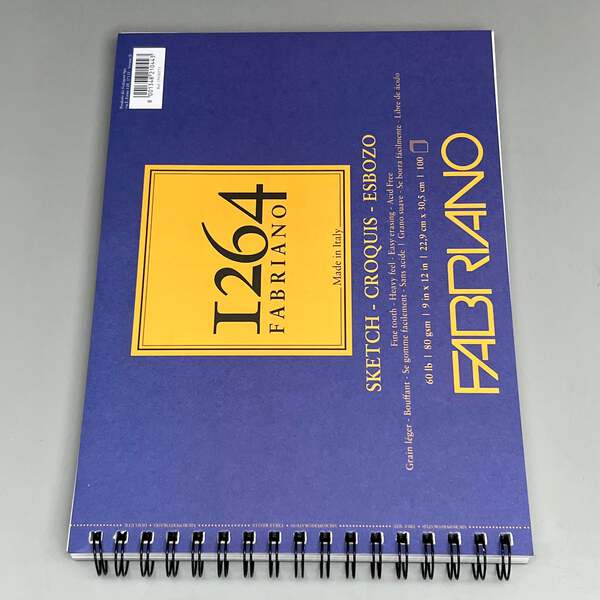 1264
FABRIANO
Made in Italy
SKETCH - CROQUIS - ESBOZO
Fine tooth - Heavy feel - Easy erasing - Acid Free
Grain léger - Bouffant - Se gomme facilement - Sans acide | Grano suave - Se borra fácilmente - Libre de ácido
60 lb | 80 gsm | 9 in x 12 in | 22,9 cm x 30,5 cm | 100
FABRIANO